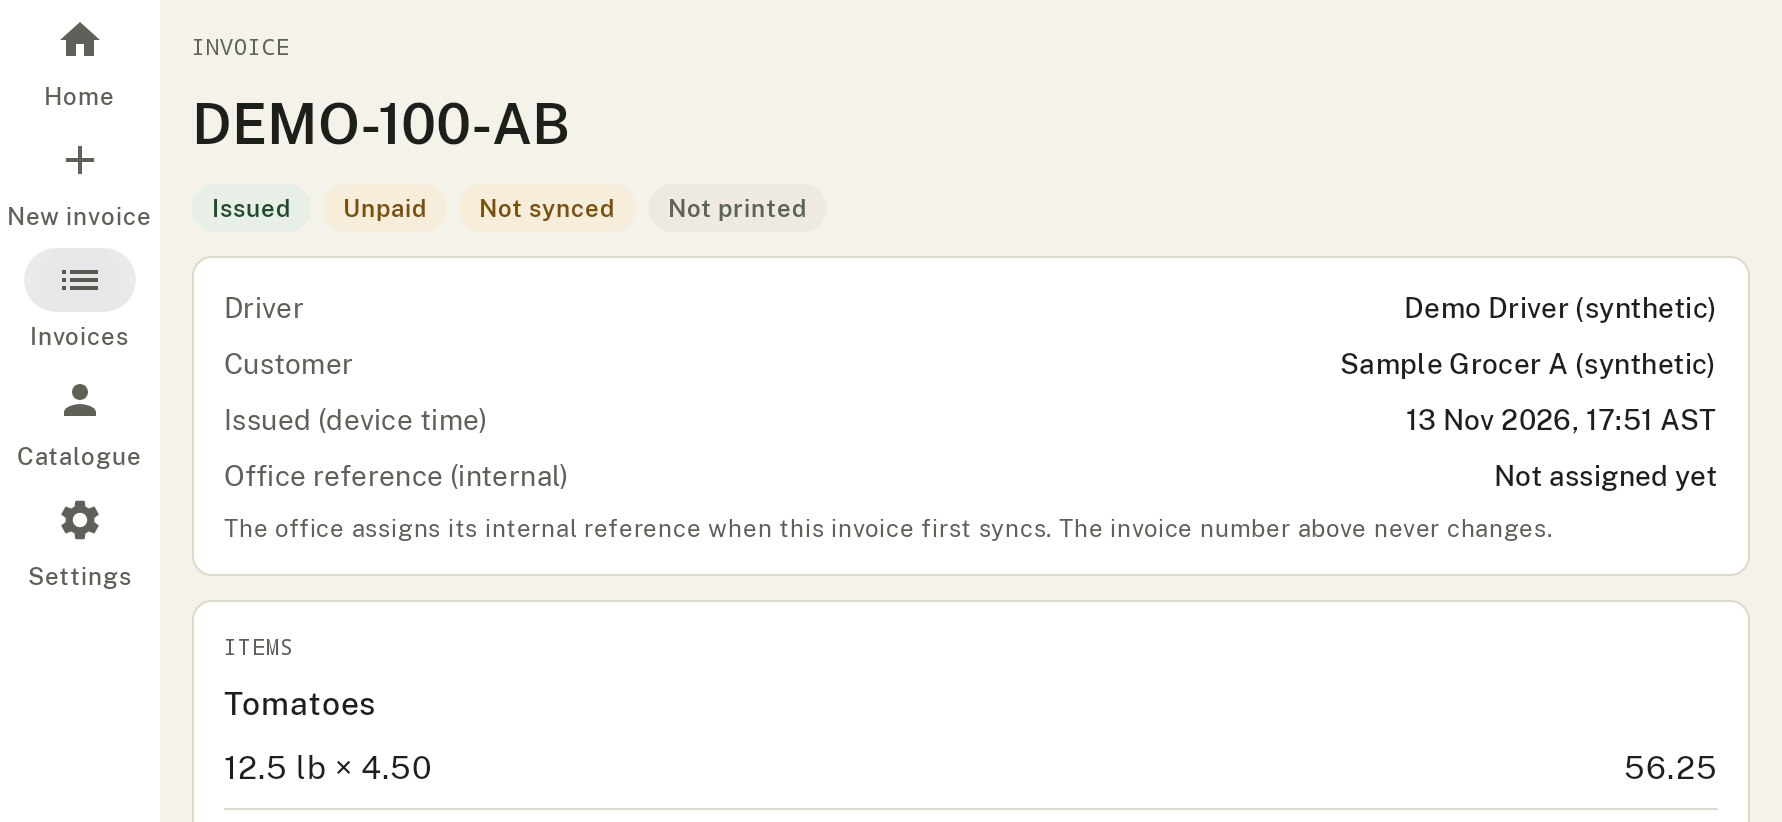 Home
New invoice
Invoices
Catalogue
Settings
INVOICE
DEMO-100-AB
Issued Unpaid Not synced Not printed
Driver Demo Driver (synthetic)
Customer Sample Grocer A (synthetic)
Issued (device time) 13 Nov 2026, 17:51 AST
Office reference (internal) Not assigned yet
The office assigns its internal reference when this invoice first syncs. The invoice number above never changes.
ITEMS
Tomatoes
12.5 lb × 4.50 56.25